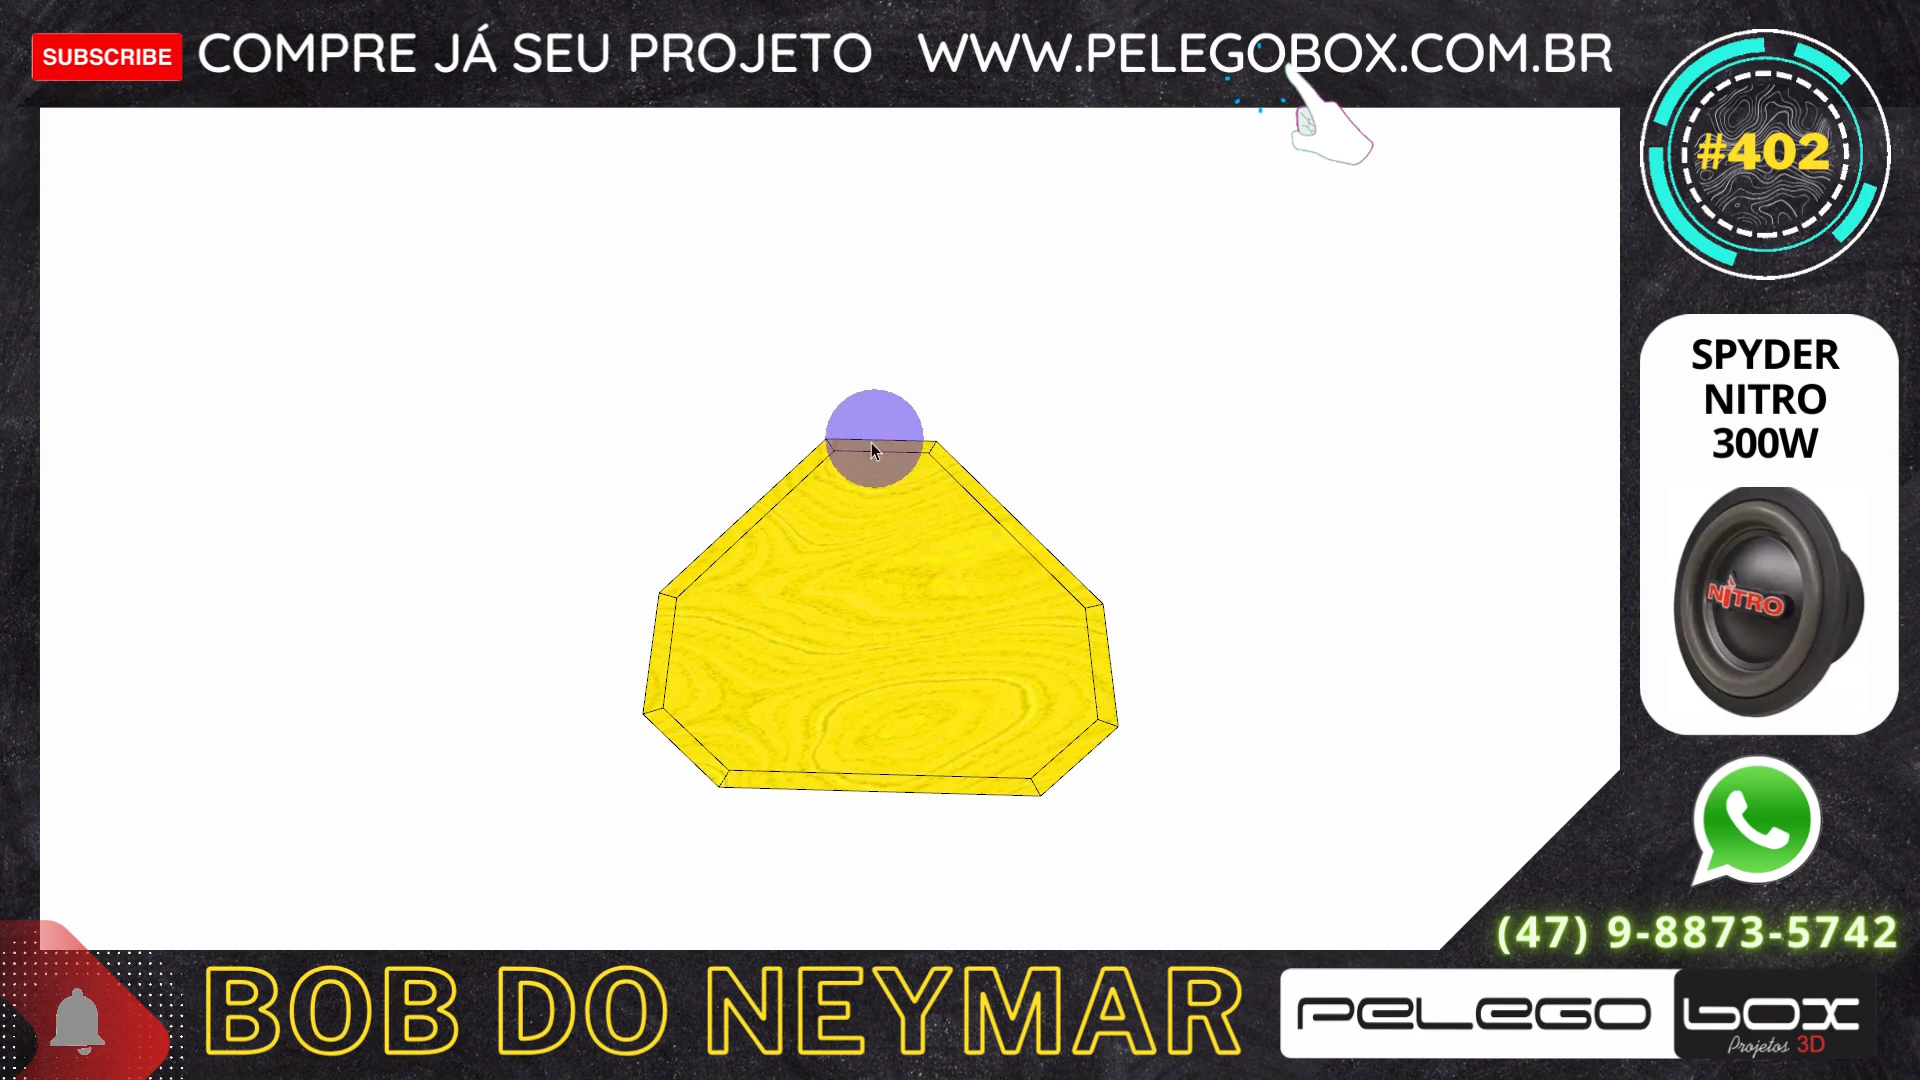 SUBSCRIBE
COMPRE JÁ SEU PROJETO WWW.PELEGOBOX.COM.BR
#402
SPYDER
NITRO
300W
NITRO
(47) 9-8873-5742
BOB DO NEYMAR
PELEGO BOX
Projetos 3D